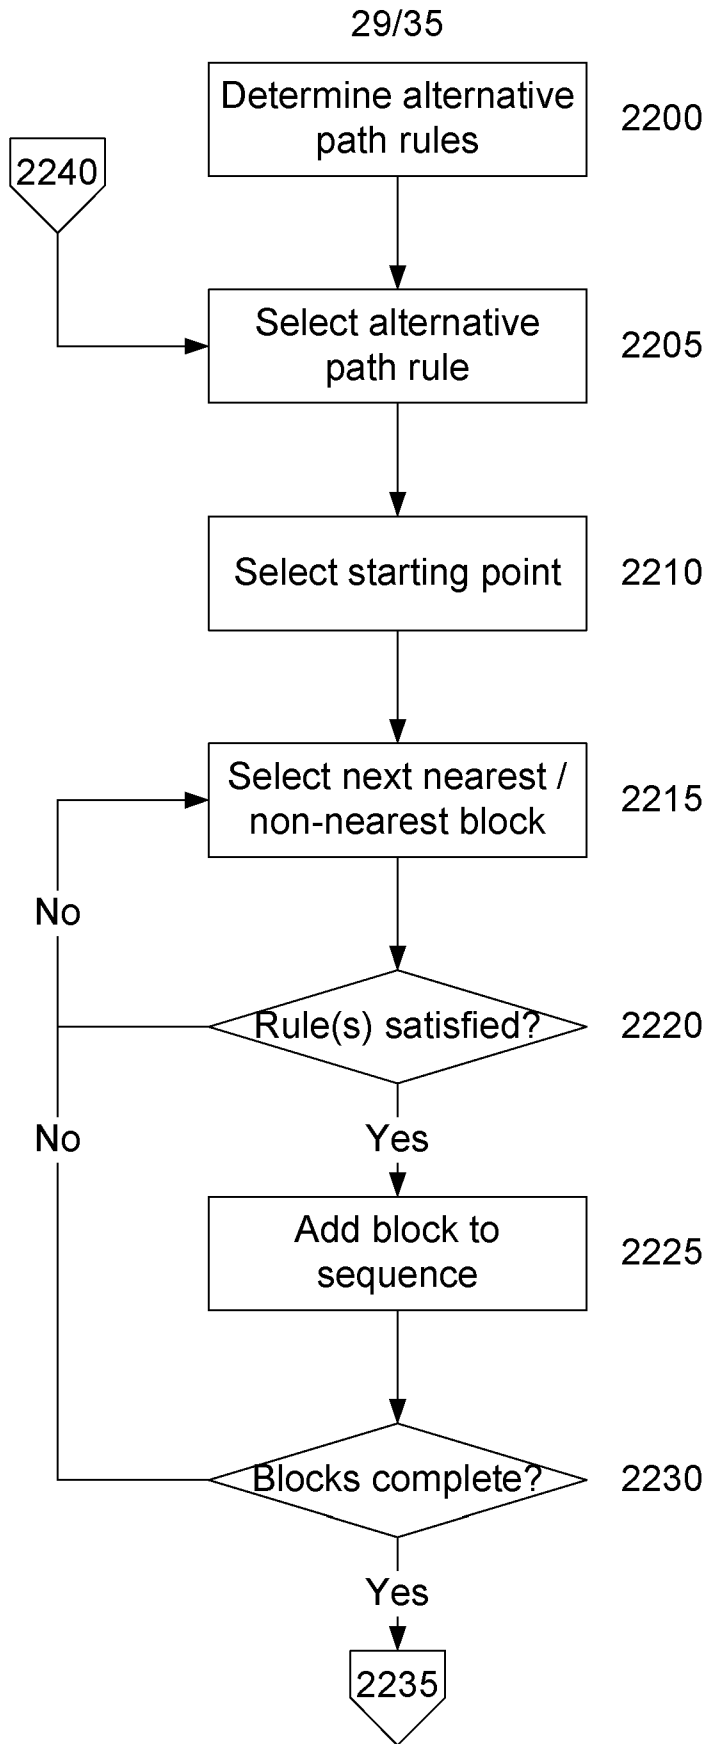 29/35
Determine alternative
path rules
2200
2240
Select alternative
path rule
2205
Select starting point
2210
Select next nearest /
non-nearest block
2215
No
Rule(s) satisfied?
2220
No
Yes
Add block to
sequence
2225
Blocks complete?
2230
Yes
2235